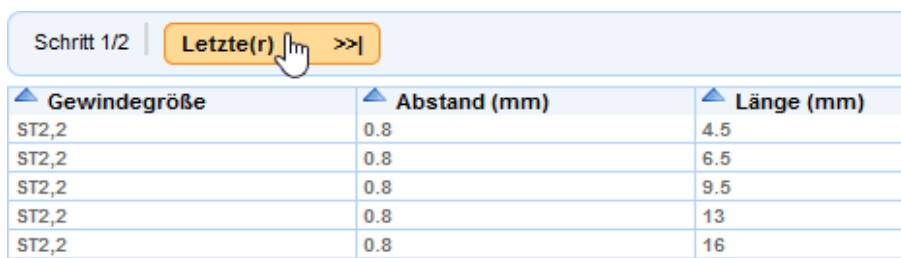 Schritt 1/2 Letzte(r) >>|
Gewindegröße Abstand (mm) Länge (mm)
ST2,2 0.8 4.5
ST2,2 0.8 6.5
ST2,2 0.8 9.5
ST2,2 0.8 13
ST2,2 0.8 16